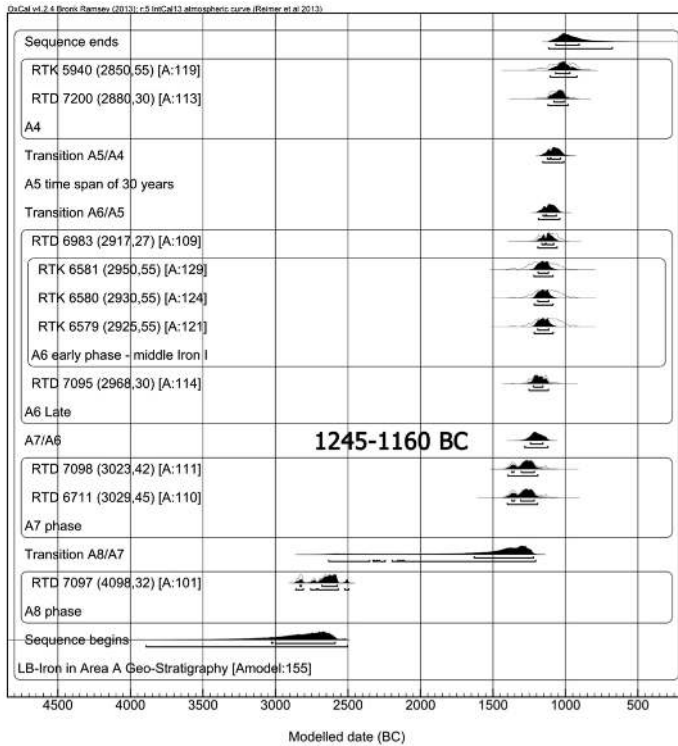 OxCal v4.2.4 Bronk Ramsey (2013); r:5 IntCal13 atmospheric curve (Reimer et al 2013)
Sequence ends
RTK 5940 (2850,55) [A:119]
RTD 7200 (2880,30) [A:113]
A4
Transition A5/A4
A5 time span of 30 years
Transition A6/A5
RTD 6983 (2917,27) [A:109]
RTK 6581 (2950,55) [A:129]
RTK 6580 (2930,55) [A:124]
RTK 6579 (2925,55) [A:121]
A6 early phase - middle Iron I
RTD 7095 (2968,30) [A:114]
A6 Late
A7/A6 1245-1160 BC
RTD 7098 (3023,42) [A:111]
RTD 6711 (3029,45) [A:110]
A7 phase
Transition A8/A7
RTD 7097 (4098,32) [A:101]
A8 phase
Sequence begins
LB-Iron in Area A Geo-Stratigraphy [Amodel:155]
4500 4000 3500 3000 2500 2000 1500 1000 500
Modelled date (BC)